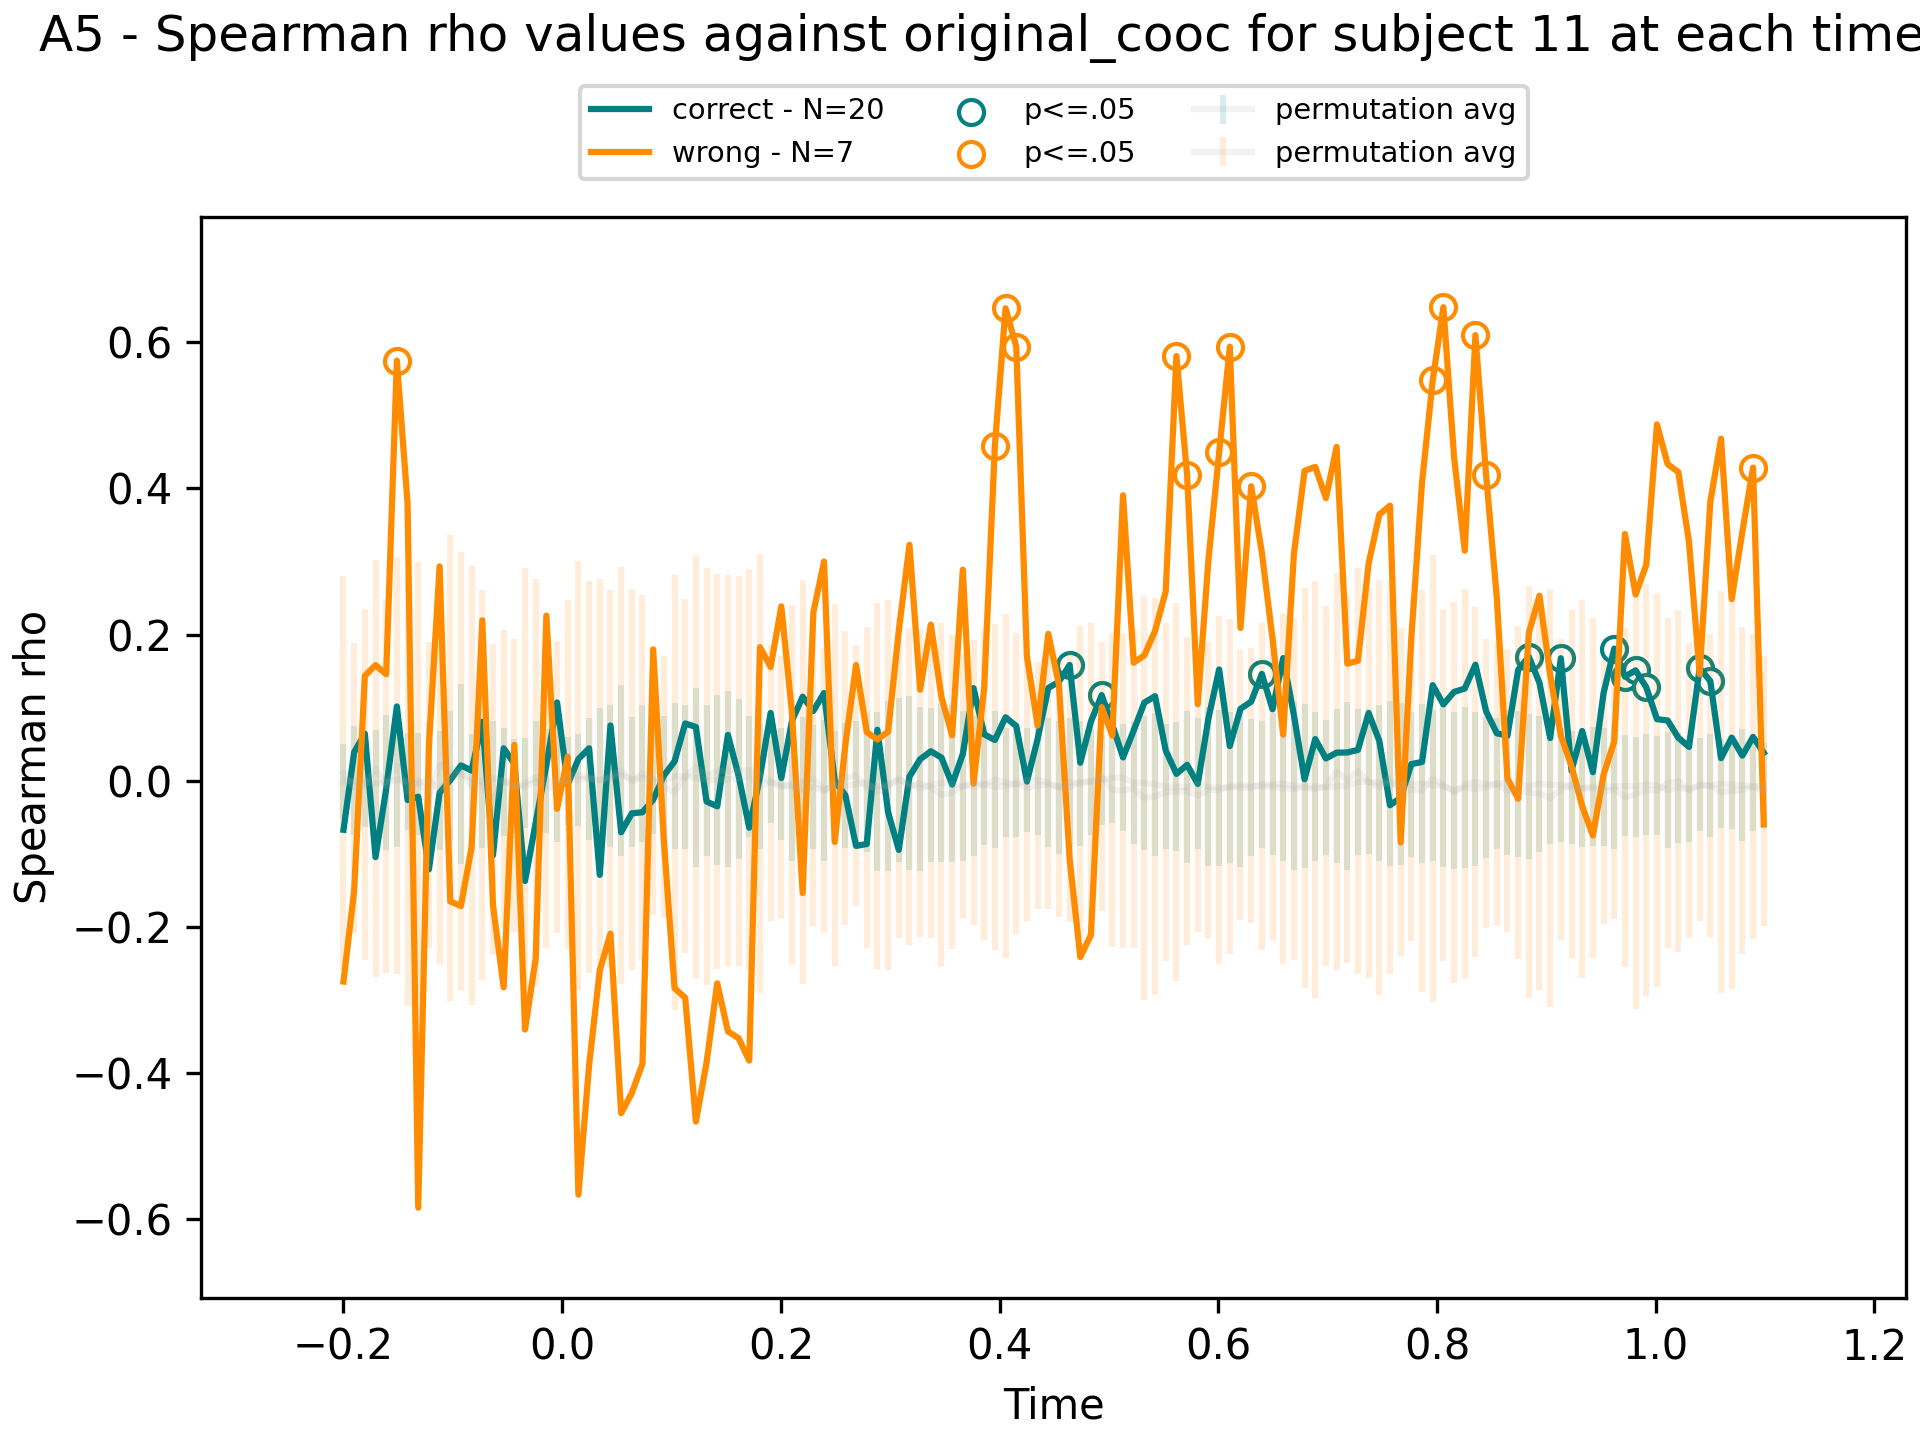 A5 - Spearman rho values against original_cooc for subject 11 at each time
correct - N=20
wrong - N=7
p<=.05
p<=.05
permutation avg
permutation avg
Spearman rho
0.6
0.4
0.2
0.0
−0.2
−0.4
−0.6
−0.2 0.0 0.2 0.4 0.6 0.8 1.0 1.2
Time